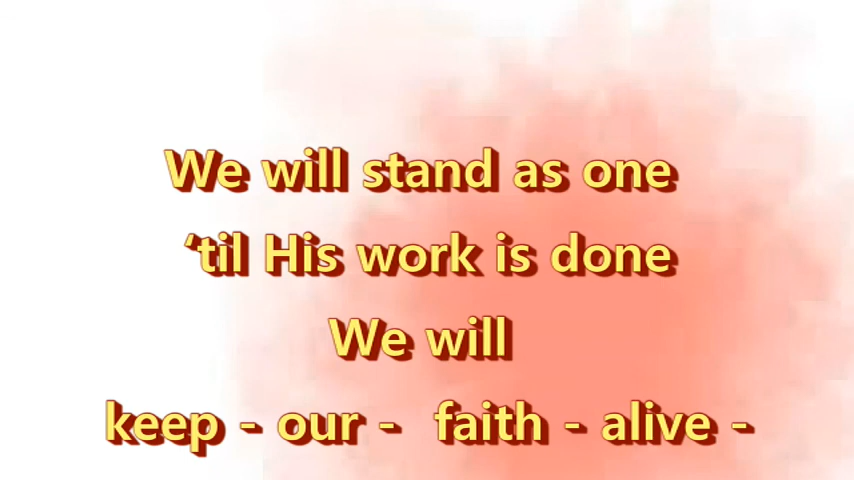 We will stand as one
‘til His work is done
We will
keep - our - faith - alive -